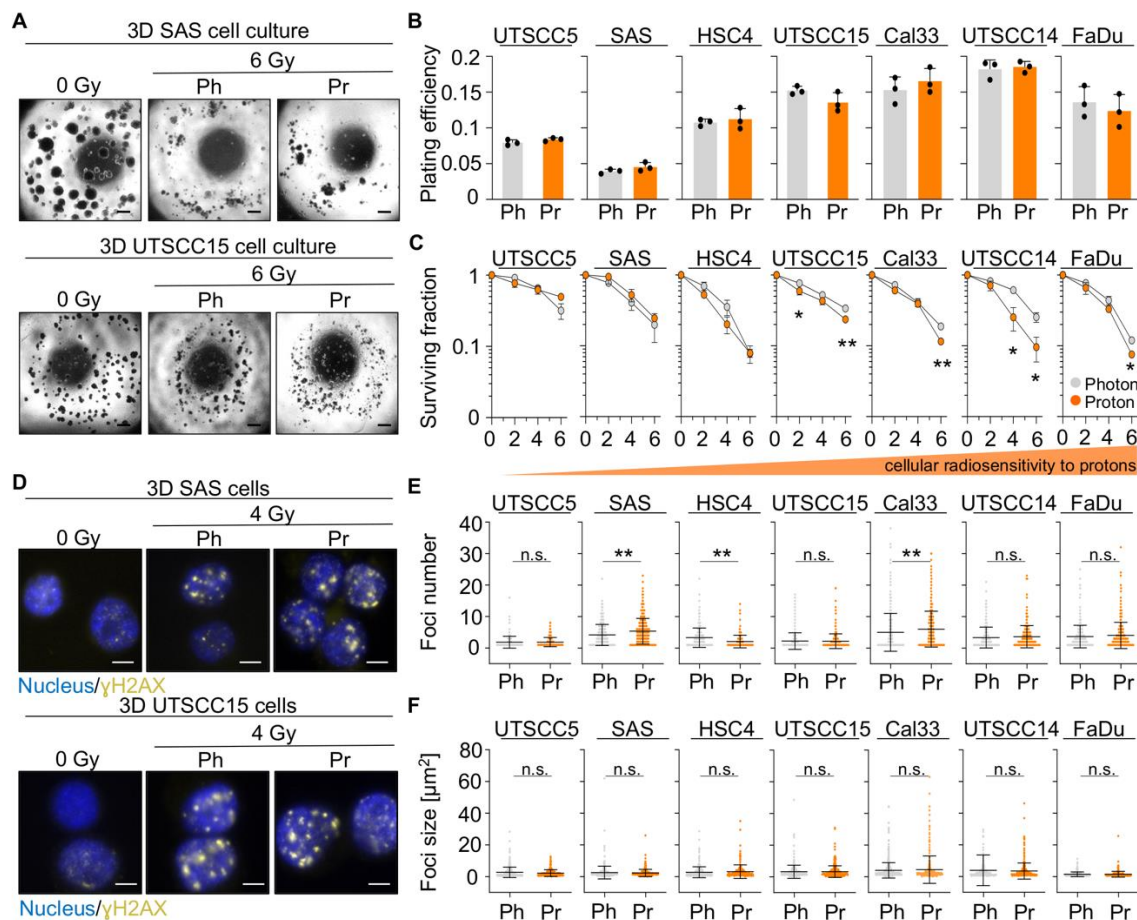 A
3D SAS cell culture
6 Gy
0 Gy Ph Pr
3D UTSCC15 cell culture
6 Gy
0 Gy Ph Pr
B
UTSCC5 SAS HSC4 UTSCC15 Cal33 UTSCC14 FaDu
Plating efficiency
0.15
0.1
0.05
0
Ph Pr Ph Pr Ph Pr Ph Pr Ph Pr Ph Pr Ph Pr
C
UTSCC5 SAS HSC4 UTSCC15 Cal33 UTSCC14 FaDu
Surviving fraction
1
0.1
* ** ** * * *
Photon
Proton
0 2 4 6 0 2 4 6 0 2 4 6 0 2 4 6 0 2 4 6 0 2 4 6 0 2 4 6
cellular radiosensitivity to protons
D
3D SAS cells
4 Gy
0 Gy Ph Pr
Nucleus/γH2AX
3D UTSCC15 cells
4 Gy
0 Gy Ph Pr
Nucleus/γH2AX
E
UTSCC5 SAS HSC4 UTSCC15 Cal33 UTSCC14 FaDu
Foci number
40
30
20
10
0
n.s. ** ** n.s. ** n.s. n.s.
Ph Pr Ph Pr Ph Pr Ph Pr Ph Pr Ph Pr Ph Pr
F
UTSCC5 SAS HSC4 UTSCC15 Cal33 UTSCC14 FaDu
Foci size [µm²]
80
60
40
20
0
n.s. n.s. n.s. n.s. n.s. n.s. n.s.
Ph Pr Ph Pr Ph Pr Ph Pr Ph Pr Ph Pr Ph Pr